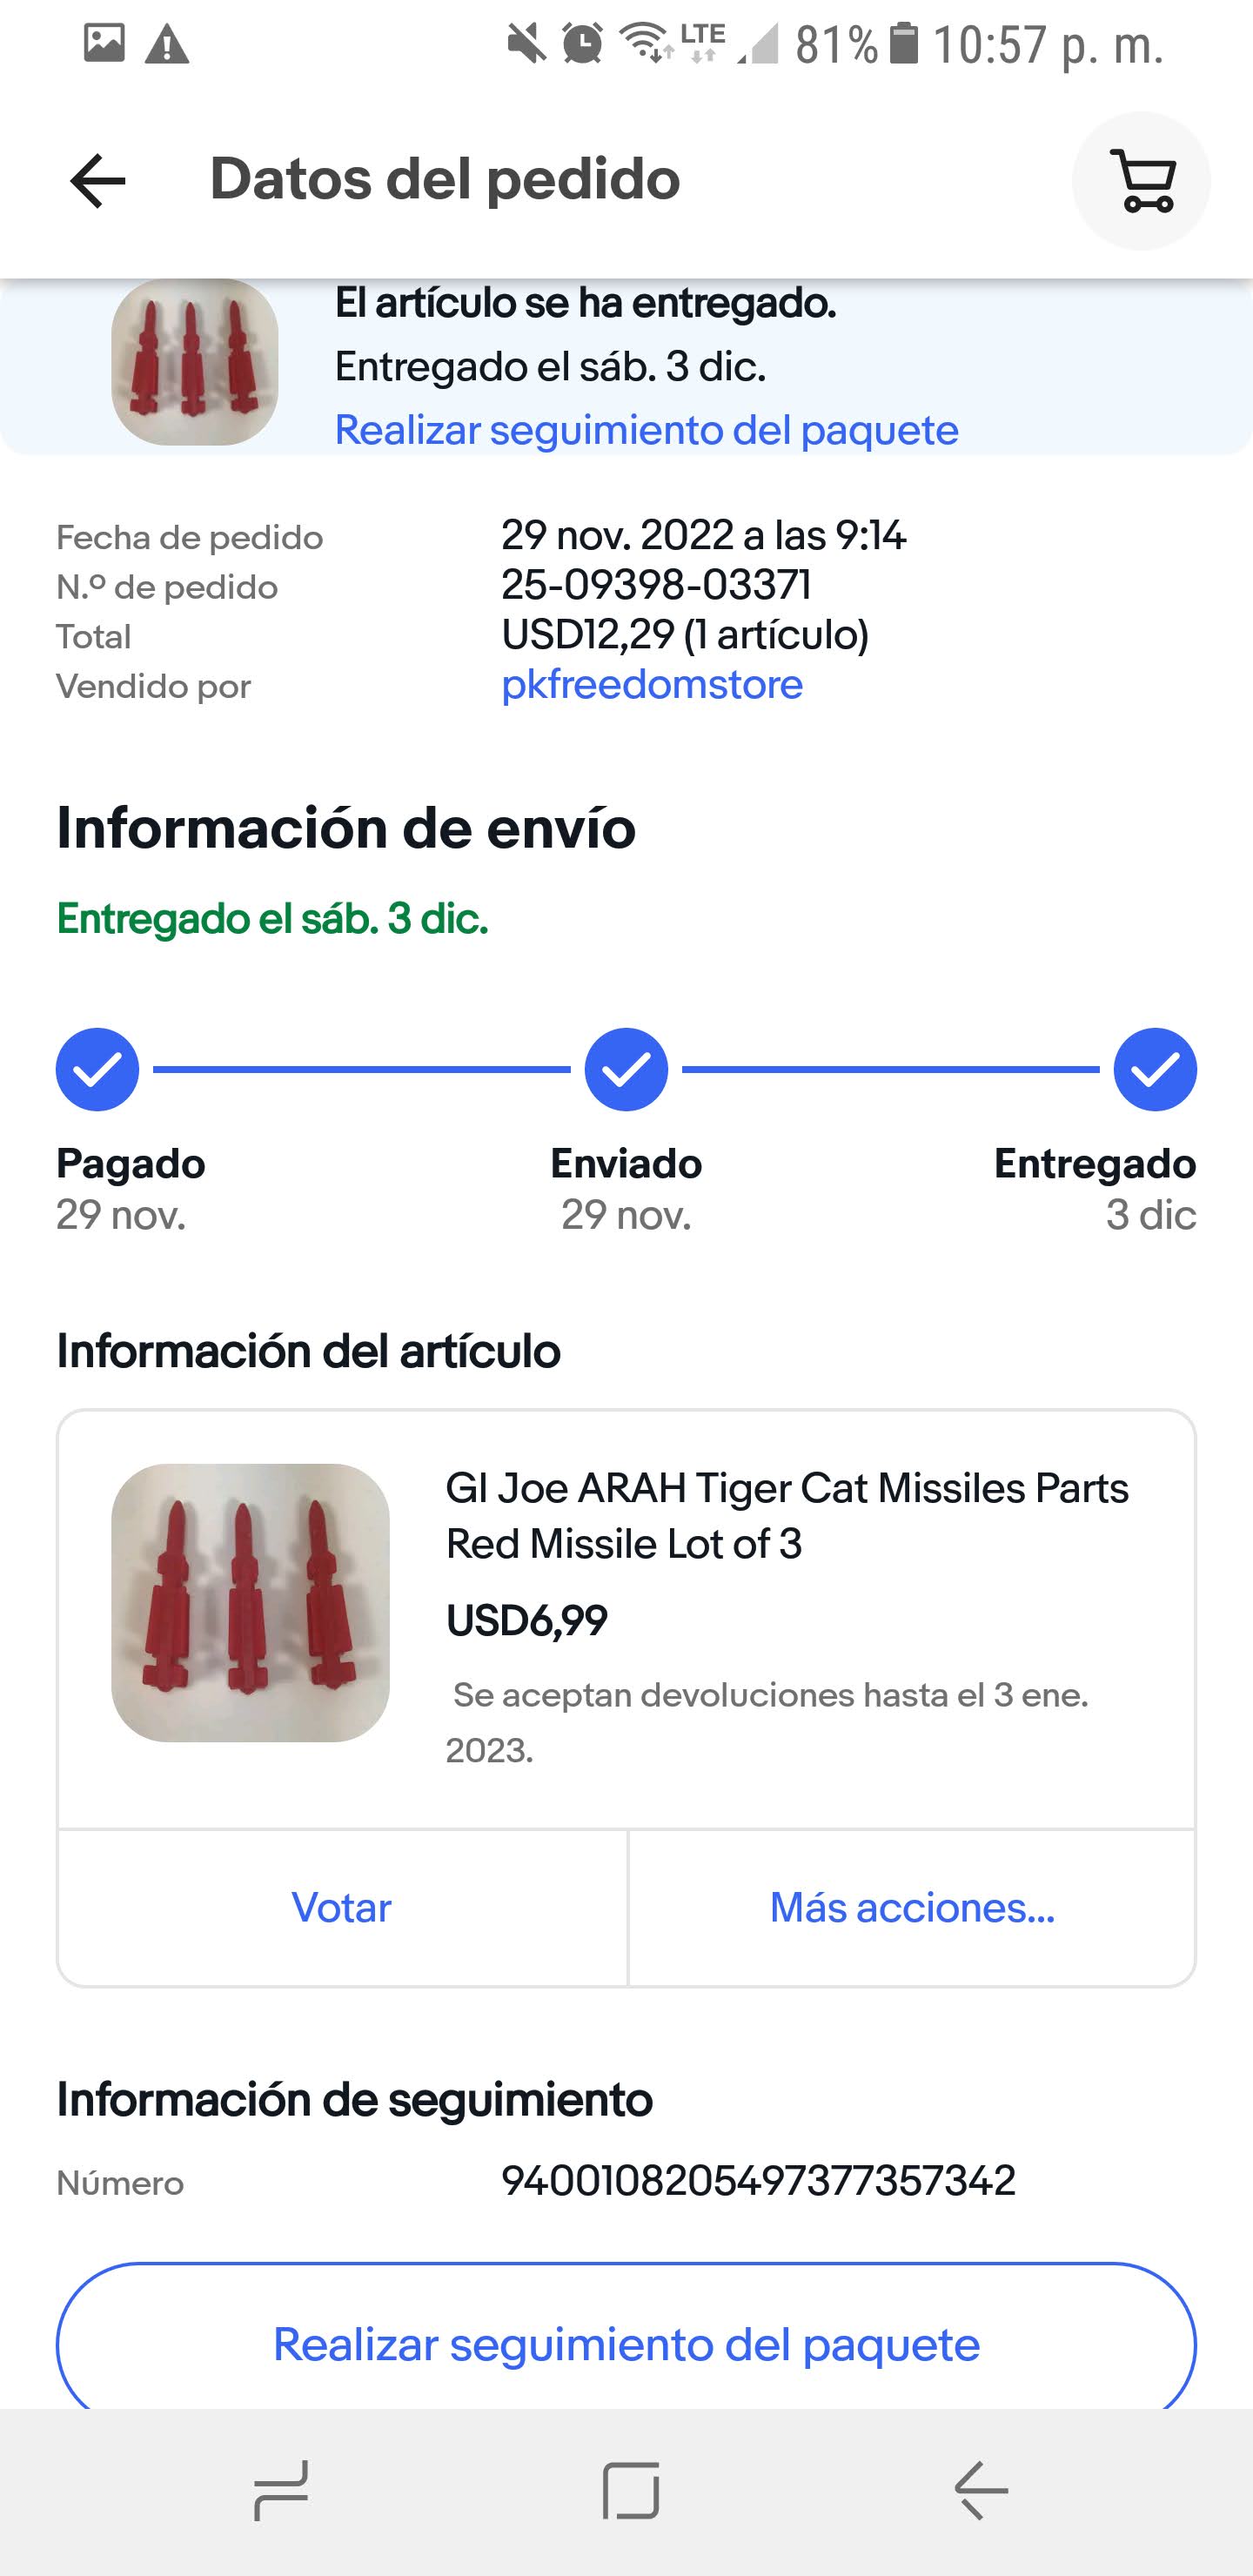 LTE 81% 10:57 p. m.
Datos del pedido
El artículo se ha entregado.
Entregado el sáb. 3 dic.
Realizar seguimiento del paquete
Fecha de pedido 29 nov. 2022 a las 9:14
N.º de pedido 25-09398-03371
Total USD12,29 (1 artículo)
Vendido por pkfreedomstore
Información de envío
Entregado el sáb. 3 dic.
Pagado Enviado Entregado
29 nov. 29 nov. 3 dic
Información del artículo
GI Joe ARAH Tiger Cat Missiles Parts
Red Missile Lot of 3
USD6,99
Se aceptan devoluciones hasta el 3 ene.
2023.
Votar Más acciones...
Información de seguimiento
Número 9400108205497377357342
Realizar seguimiento del paquete